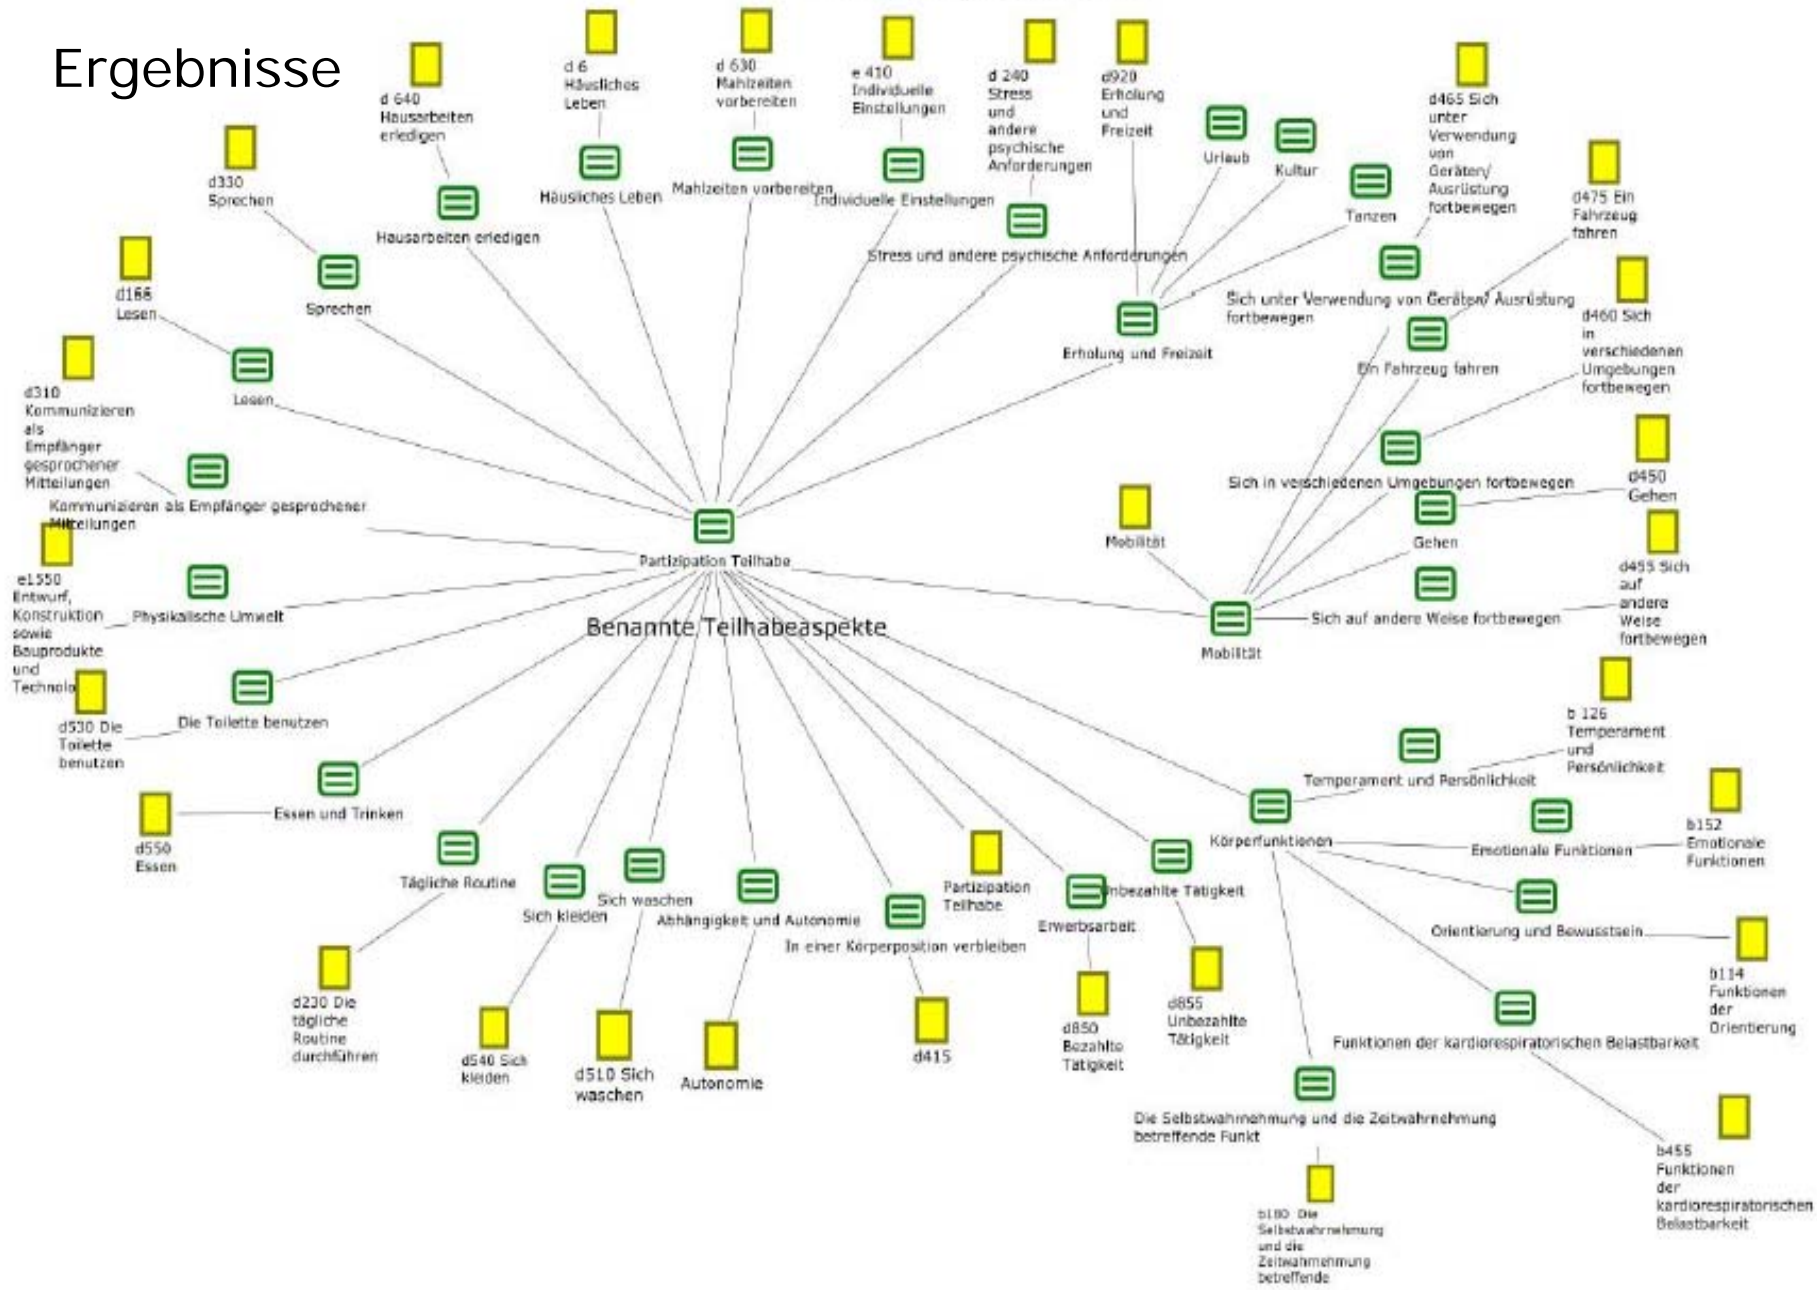 Ergebnisse
d 640
Hausarbeiten
erledigen
d 6
Häusliches
Leben
d 630
Mahlzeiten
vorbereiten
e 410
Individuelle
Einstellungen
d 240
Stress
und
andere
psychische
Anforderungen
d920
Erholung
und
Freizeit
Urlaub
Kultur
Tanzen
d465 Sich
unter
Verwendung
von
Geräten/
Ausrüstung
fortbewegen
d475 Ein
Fahrzeug
fahren
d330
Sprechen
Hausarbeiten erledigen
Häusliches Leben
Mahlzeiten vorbereiten
Individuelle Einstellungen
Stress und andere psychische Anforderungen
Sprechen
d166
Lesen
Lesen
Erholung und Freizeit
Sich unter Verwendung von Geräten/ Ausrüstung
fortbewegen
Ein Fahrzeug fahren
d460 Sich
in
verschiedenen
Umgebungen
fortbewegen
d310
Kommunizieren
als
Empfänger
gesprochener
Mitteilungen
Kommunizieren als Empfänger gesprochener
Mitteilungen
Sich in verschiedenen Umgebungen fortbewegen
d450
Gehen
Gehen
Mobilität
Partizipation Teilhabe
d455 Sich
auf
andere
Weise
fortbewegen
Sich auf andere Weise fortbewegen
Mobilität
e1550
Entwurf,
Konstruktion
sowie
Bauprodukte
und
Technolo
Physikalische Umwelt
Benannte Teilhabeaspekte
d530 Die
Toilette
benutzen
Die Toilette benutzen
b 126
Temperament
und
Persönlichkeit
Temperament und Persönlichkeit
Essen und Trinken
d550
Essen
Körperfunktionen
Emotionale Funktionen
b152
Emotionale
Funktionen
Tägliche Routine
Sich kleiden
Sich waschen
Abhängigkeit und Autonomie
In einer Körperposition verbleiben
Partizipation
Teilhabe
Erwerbsarbeit
Unbezahlte Tätigkeit
Orientierung und Bewusstsein
b114
Funktionen
der
Orientierung
d230 Die
tägliche
Routine
durchführen
d540 Sich
kleiden
d510 Sich
waschen
Autonomie
d415
d850
Bezahlte
Tätigkeit
d855
Unbezahlte
Tätigkeit
Funktionen der kardiorespiratorischen Belastbarkeit
Die Selbstwahrnehmung und die Zeitwahrnehmung
betreffende Funkt
b455
Funktionen
der
kardiorespiratorischen
Belastbarkeit
b180 Die
Selbstwahrnehmung
und die
Zeitwahrnehmung
betreffende